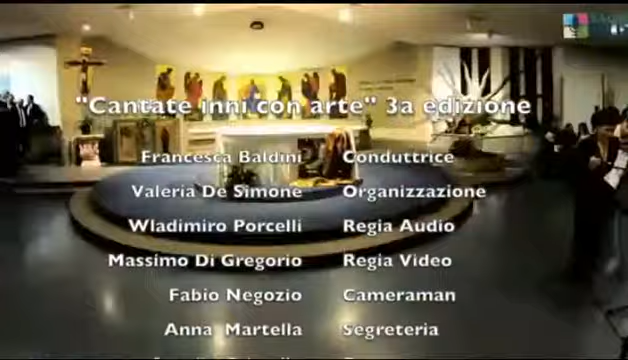 "Cantate inni con arte" 3a edizione
Francesca Baldini Conduttrice
Valeria De Simone Organizzazione
Wladimiro Porcelli Regia Audio
Massimo Di Gregorio Regia Video
Fabio Negozio Cameraman
Anna Martella Segreteria